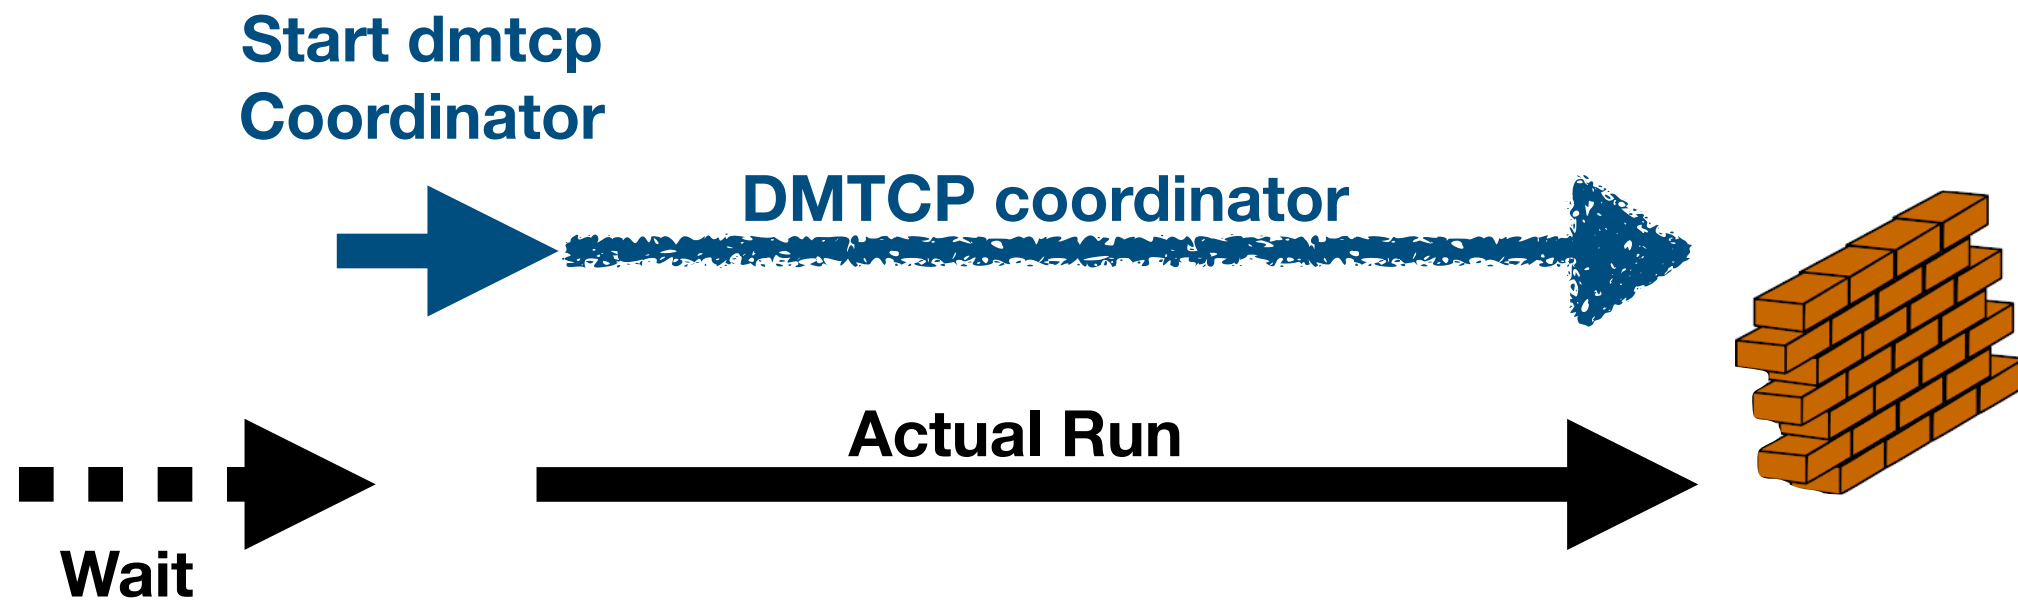 Start dmtcp
Coordinator
DMTCP coordinator
Actual Run
Wait